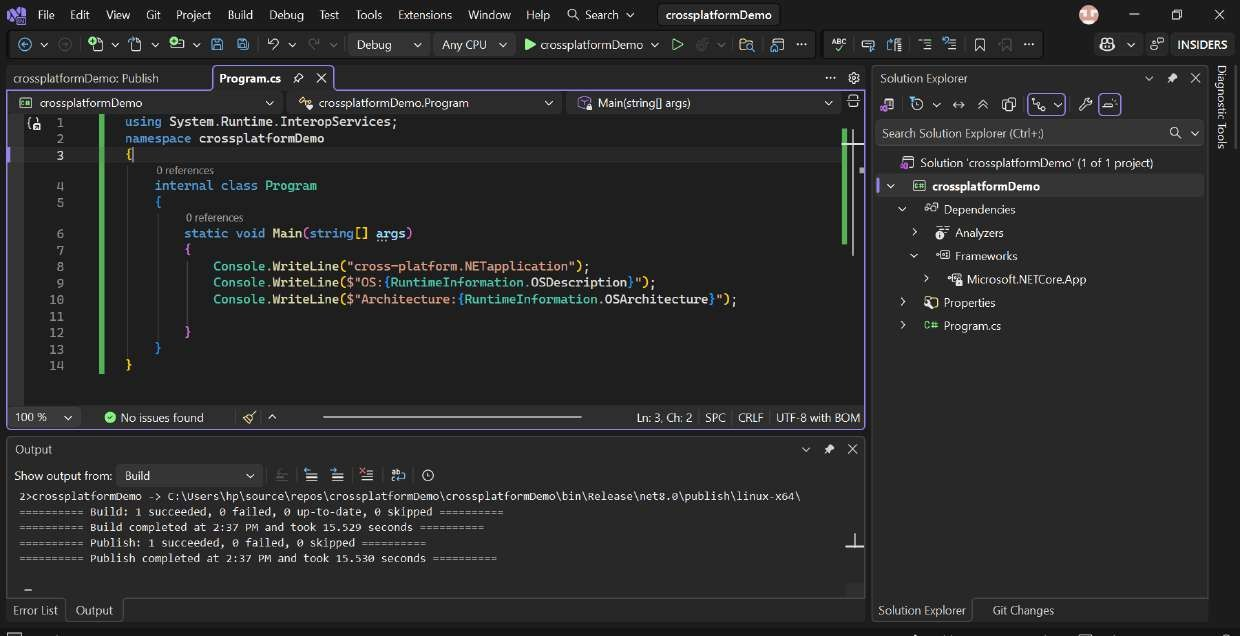 File Edit View Git Project Build Debug Test Tools Extensions Window Help Search crossplatformDemo
Debug Any CPU crossplatformDemo INSIDERS
crossplatformDemo: Publish Program.cs
crossplatformDemo crossplatformDemo.Program Main(string[] args)
1 using System.Runtime.InteropServices;
2 namespace crossplatformDemo
3 {
0 references
4 internal class Program
5 {
0 references
6 static void Main(string[] args)
7 {
8 Console.WriteLine("cross-platform.NETapplication");
9 Console.WriteLine($"OS:{RuntimeInformation.OSDescription}");
10 Console.WriteLine($"Architecture:{RuntimeInformation.OSArchitecture}");
11
12 }
13 }
14 }
100 % No issues found Ln: 3, Ch: 2 SPC CRLF UTF-8 with BOM
Output
Show output from: Build
2>crossplatformDemo -> C:\Users\hp\source\repos\crossplatformDemo\crossplatformDemo\bin\Release\net8.0\publish\linux-x64\
========== Build: 1 succeeded, 0 failed, 0 up-to-date, 0 skipped ==========
========== Build completed at 2:37 PM and took 15.529 seconds ==========
========== Publish: 1 succeeded, 0 failed, 0 skipped ==========
========== Publish completed at 2:37 PM and took 15.530 seconds ==========
Error List Output
Solution Explorer
Search Solution Explorer (Ctrl+;)
Solution 'crossplatformDemo' (1 of 1 project)
crossplatformDemo
Dependencies
Analyzers
Frameworks
Microsoft.NETCore.App
Properties
C# Program.cs
Solution Explorer Git Changes
Diagnostic Tools